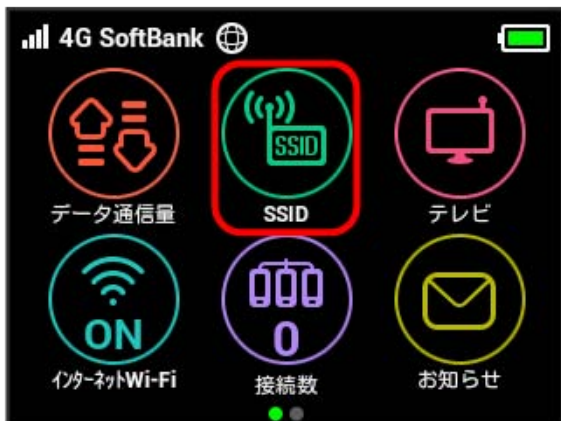 4G SoftBank
SSID
データ通信量
SSID
テレビ
ON
0
インターネットWi-Fi
接続数
お知らせ